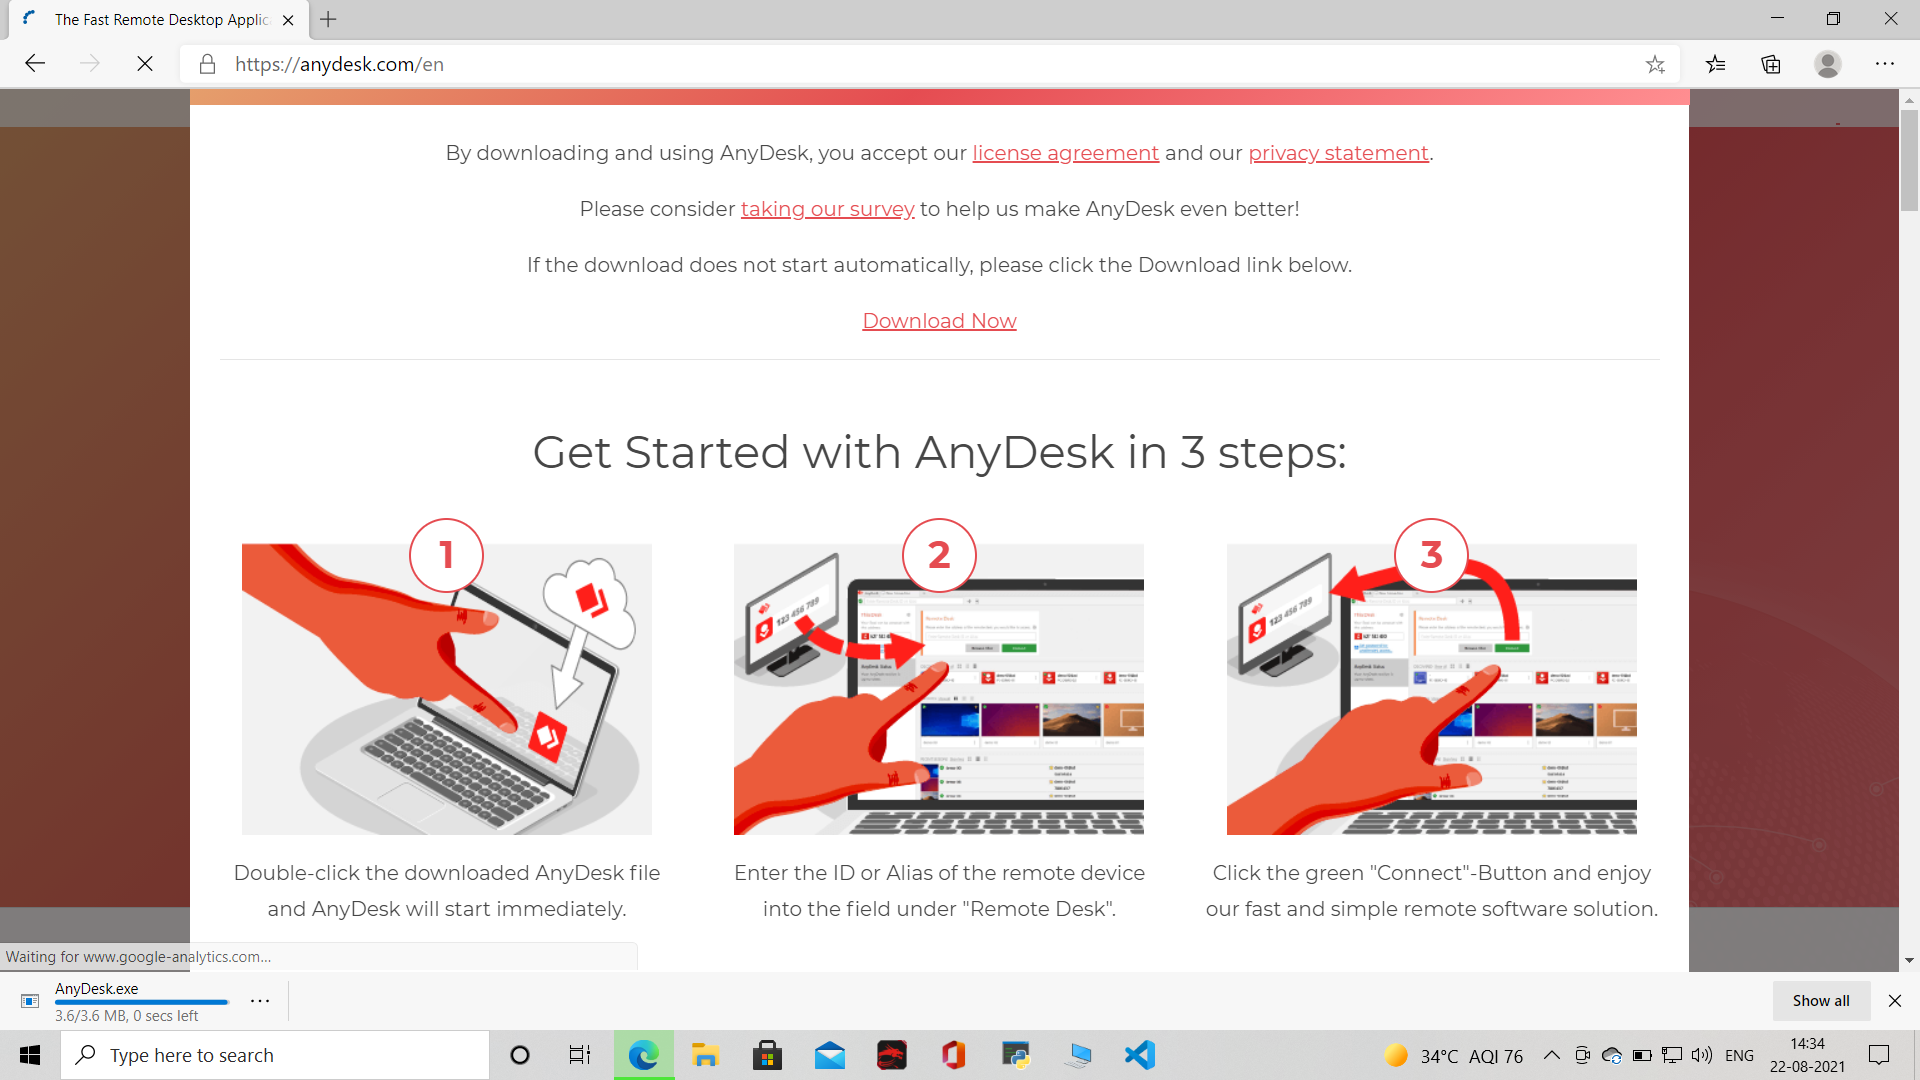 The Fast Remote Desktop Applic
https://anydesk.com/en
By downloading and using AnyDesk, you accept our license agreement and our privacy statement.
Please consider taking our survey to help us make AnyDesk even better!
If the download does not start automatically, please click the Download link below.
Download Now
Get Started with AnyDesk in 3 steps:
1
2
3
123 456 789
123 456 789
Double-click the downloaded AnyDesk file
and AnyDesk will start immediately.
Enter the ID or Alias of the remote device
into the field under "Remote Desk".
Click the green "Connect"-Button and enjoy
our fast and simple remote software solution.
Waiting for www.google-analytics.com...
AnyDesk.exe
3.6/3.6 MB, 0 secs left
Show all
Type here to search
34°C AQI 76
ENG
14:34
22-08-2021